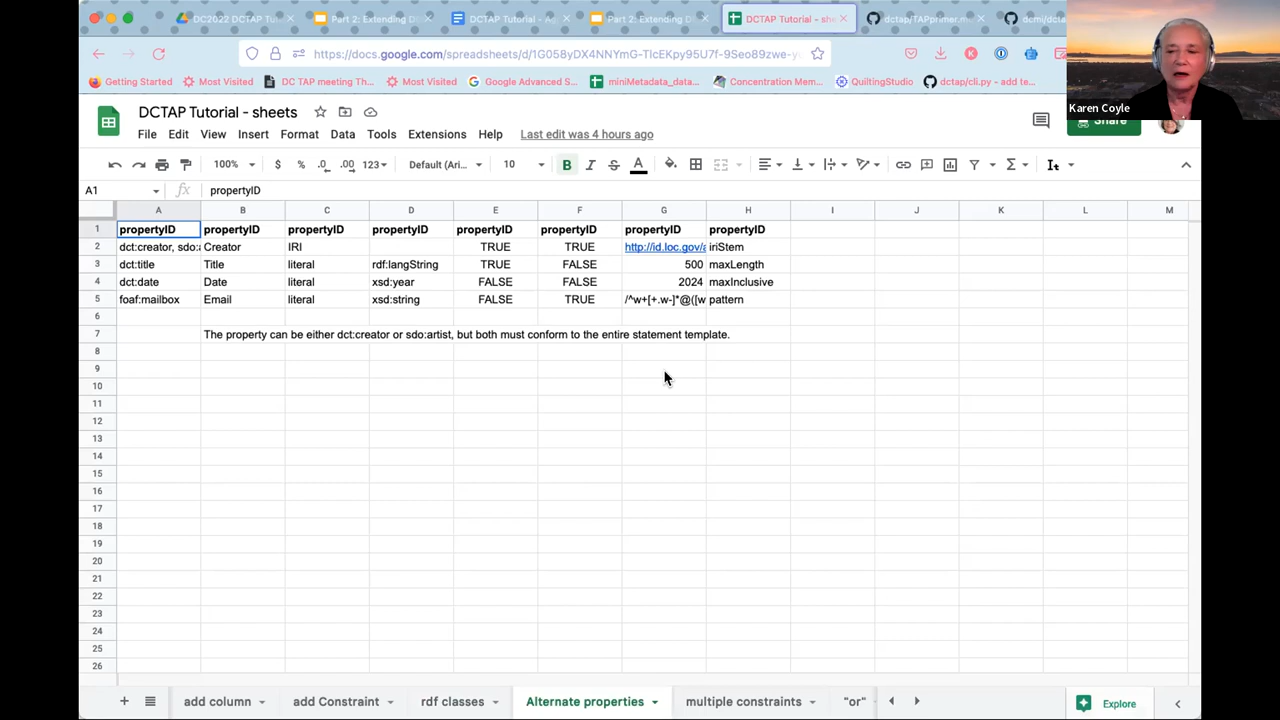 DC2022 DCTAP Tutorial
Part 2: Extending D
DCTAP Tutorial - A
Part 2: Extending D
DCTAP Tutorial - she
dctap/TAPprimer.m
dcmi/dct
https://docs.google.com/spreadsheets/d/1G058yDX4NNYmG-TlcEKpy95U7f-9Seo89zwe-y
Getting Started
Most Visited
DC TAP meeting Th...
Most Visited
Google Advanced S...
miniMetadata_data...
Concentration Mem...
QuiltingStudio
dctap/cli.py - add te...
Karen Coyle
DCTAP Tutorial - sheets
File Edit View Insert Format Data Tools Extensions Help Last edit was 4 hours ago
Share
100% $ % .0 .00 123 Default (Ari... 10 B I S A
A1 fx propertyID
A B C D E F G H I J K L M
1 propertyID propertyID propertyID propertyID propertyID propertyID propertyID propertyID
2 dct:creator, sdo:a Creator IRI TRUE TRUE http://id.loc.gov/a iriStem
3 dct:title Title literal rdf:langString TRUE FALSE 500 maxLength
4 dct:date Date literal xsd:year FALSE FALSE 2024 maxInclusive
5 foaf:mailbox Email literal xsd:string FALSE TRUE /^w+[+.w-]*@([w pattern
6
7 The property can be either dct:creator or sdo:artist, but both must conform to the entire statement template.
8
9
10
11
12
13
14
15
16
17
18
19
20
21
22
23
24
25
26
add column add Constraint rdf classes Alternate properties multiple constraints "or" Explore